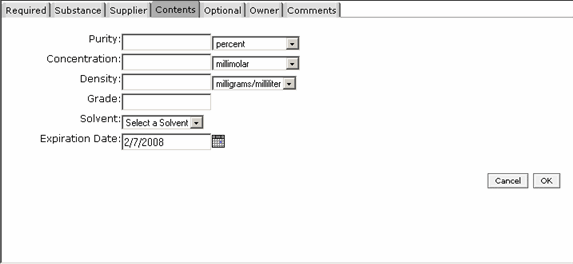 Required Substance Supplier Contents Optional Owner Comments
Purity: percent
Concentration: millimolar
Density: milligrams/milliliter
Grade:
Solvent: Select a Solvent
Expiration Date: 2/7/2008
Cancel OK